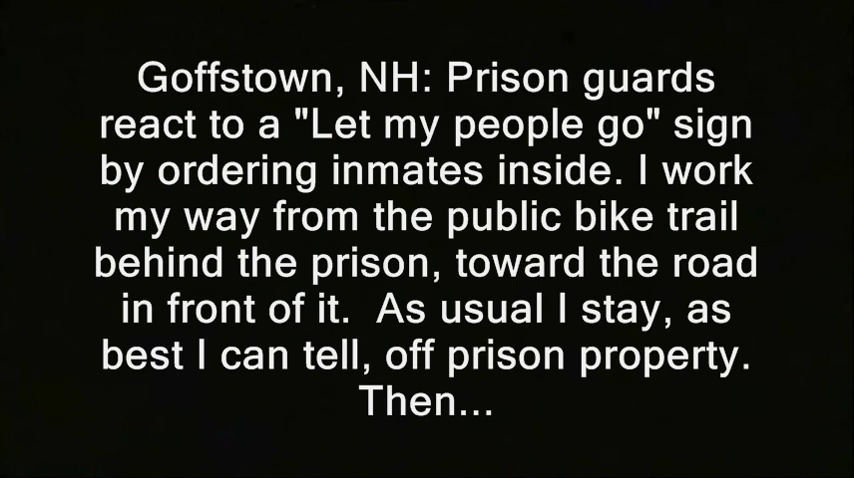 Goffstown, NH: Prison guards
react to a "Let my people go" sign
by ordering inmates inside. I work
my way from the public bike trail
behind the prison, toward the road
in front of it.  As usual I stay, as
best I can tell, off prison property.
Then...